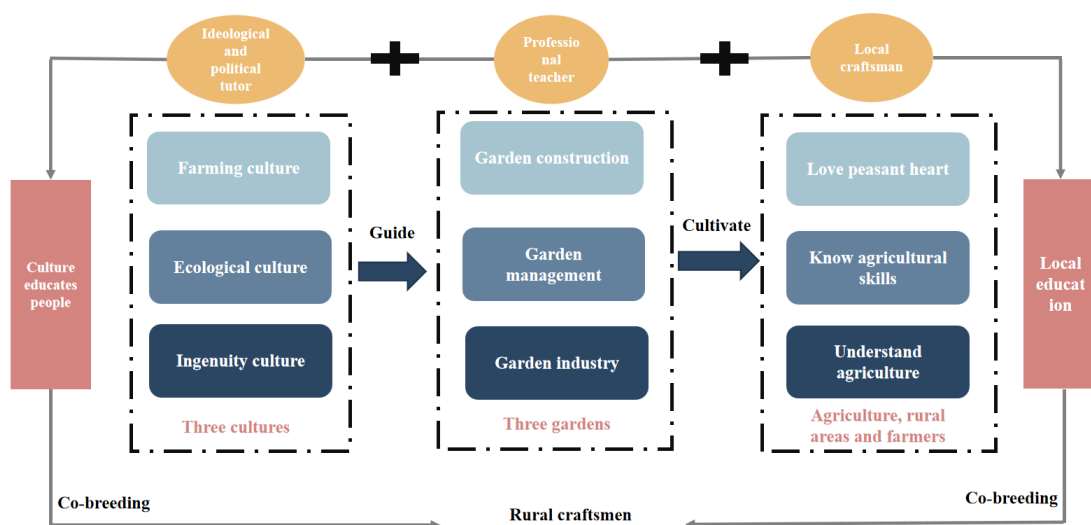 Ideological
and
political
tutor
Professio
nal
teacher
Local
craftsman
Farming culture
Ecological culture
Ingenuity culture
Three cultures
Guide
Garden construction
Garden
management
Garden industry
Three gardens
Cultivate
Love peasant heart
Know agricultural
skills
Understand
agriculture
Agriculture, rural
areas and farmers
Culture
educates
people
Local
educat
ion
Co-breeding
Rural craftsmen
Co-breeding